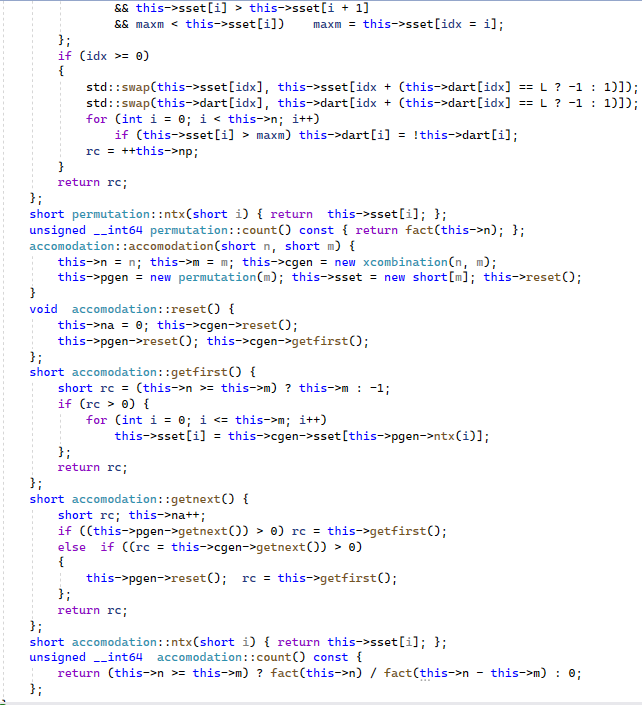 && this->sset[i] > this->sset[i + 1]
&& maxm < this->sset[i])    maxm = this->sset[idx = i];
};
if (idx >= 0)
{
std::swap(this->sset[idx], this->sset[idx + (this->dart[idx] == L ? -1 : 1)]);
std::swap(this->dart[idx], this->dart[idx + (this->dart[idx] == L ? -1 : 1)]);
for (int i = 0; i < this->n; i++)
if (this->sset[i] > maxm) this->dart[i] = !this->dart[i];
rc = ++this->np;
}
return rc;
};
short permutation::ntx(short i) { return  this->sset[i]; };
unsigned __int64 permutation::count() const { return fact(this->n); };
accomodation::accomodation(short n, short m) {
this->n = n; this->m = m; this->cgen = new xcombination(n, m);
this->pgen = new permutation(m); this->sset = new short[m]; this->reset();
}
void  accomodation::reset() {
this->na = 0; this->cgen->reset();
this->pgen->reset(); this->cgen->getfirst();
};
short accomodation::getfirst() {
short rc = (this->n >= this->m) ? this->m : -1;
if (rc > 0) {
for (int i = 0; i <= this->m; i++)
this->sset[i] = this->cgen->sset[this->pgen->ntx(i)];
};
return rc;
};
short accomodation::getnext() {
short rc; this->na++;
if ((this->pgen->getnext()) > 0) rc = this->getfirst();
else  if ((rc = this->cgen->getnext()) > 0)
{
this->pgen->reset();  rc = this->getfirst();
};
return rc;
};
short accomodation::ntx(short i) { return this->sset[i]; };
unsigned __int64  accomodation::count() const {
return (this->n >= this->m) ? fact(this->n) / fact(this->n - this->m) : 0;
};